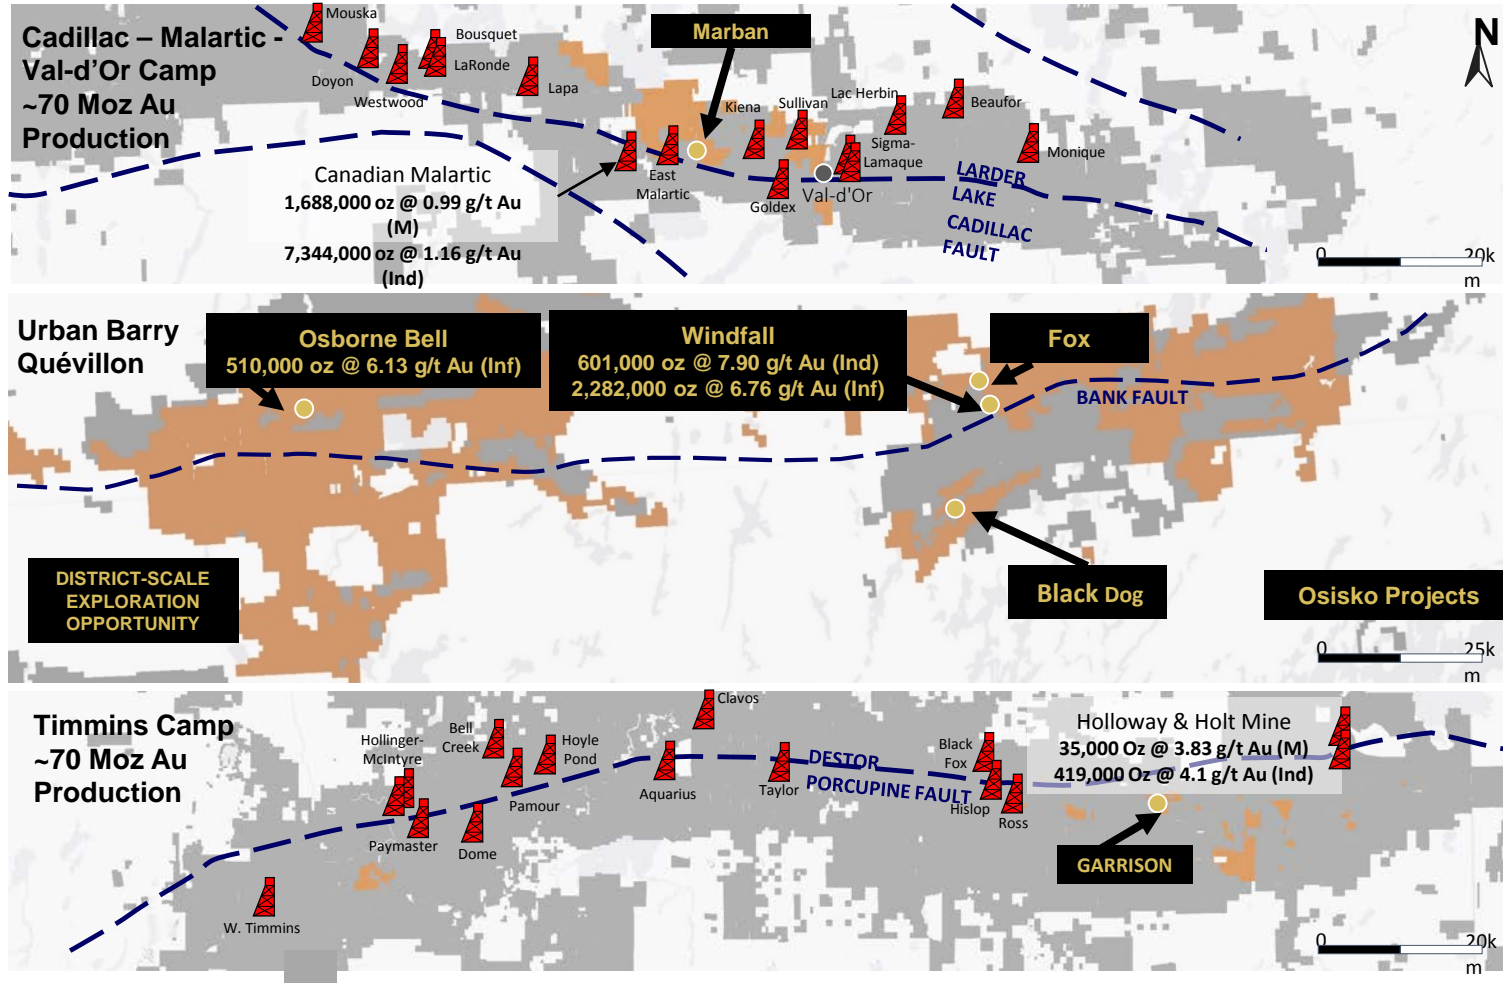 Cadillac – Malartic -
Val-d'Or Camp
~70 Moz Au
Production
Mouska
Doyon
Westwood
Bousquet
LaRonde
Lapa
Marban
Kiena
Sullivan
Lac Herbin
Beaufor
Sigma-
Lamaque
Monique
East
Malartic
Goldex
Val-d'Or
Canadian Malartic
1,688,000 oz @ 0.99 g/t Au
(M)
7,344,000 oz @ 1.16 g/t Au
(Ind)
LARDER
LAKE
CADILLAC
FAULT
N
0
20k
m
Urban Barry
Quévillon
Osborne Bell
510,000 oz @ 6.13 g/t Au (Inf)
Windfall
601,000 oz @ 7.90 g/t Au (Ind)
2,282,000 oz @ 6.76 g/t Au (Inf)
Fox
BANK FAULT
Black Dog
DISTRICT-SCALE
EXPLORATION
OPPORTUNITY
Osisko Projects
0
25k
m
Timmins Camp
~70 Moz Au
Production
Hollinger-
McIntyre
Bell
Creek
Hoyle
Pond
Pamour
Paymaster
Dome
W. Timmins
Clavos
Aquarius
Taylor
DESTOR
PORCUPINE FAULT
Black
Fox
Hislop
Ross
Holloway & Holt Mine
35,000 Oz @ 3.83 g/t Au (M)
419,000 Oz @ 4.1 g/t Au (Ind)
GARRISON
0
20k
m